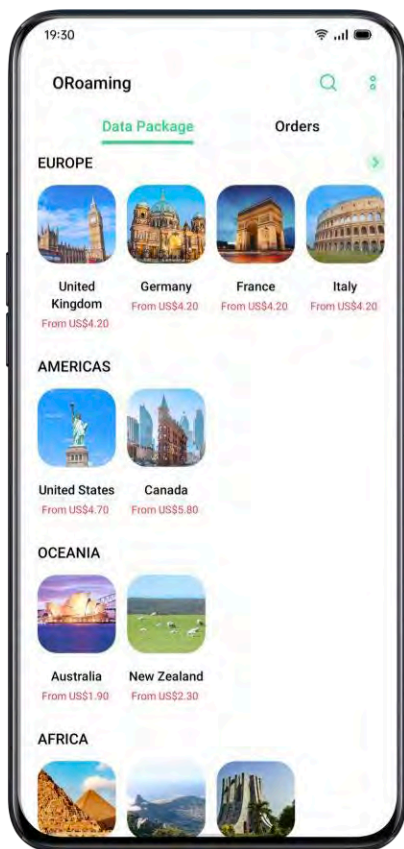 19:30
ORoaming
Data Package
Orders
EUROPE
United Kingdom
From US$4.20
Germany
From US$4.20
France
From US$4.20
Italy
From US$4.20
AMERICAS
United States
From US$4.70
Canada
From US$5.80
OCEANIA
Australia
From US$1.90
New Zealand
From US$2.30
AFRICA